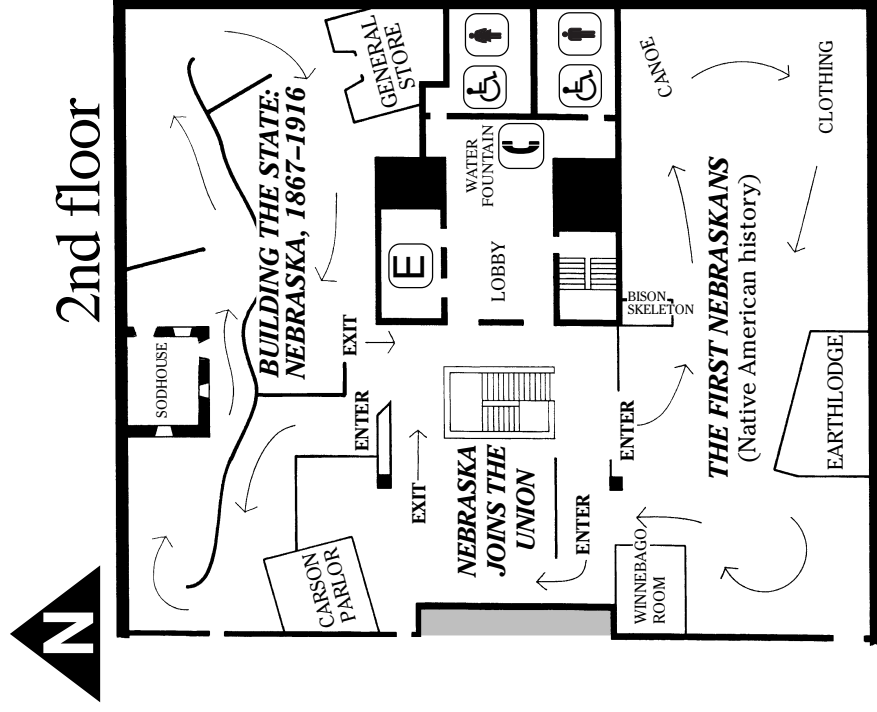 2nd floor
N
BUILDING THE STATE:
NEBRASKA, 1867–1916
GENERAL
STORE
SODHOUSE
EXIT
ENTER
CARSON
PARLOR
E
WATER
FOUNTAIN
LOBBY
EXIT
NEBRASKA
JOINS THE
UNION
ENTER
ENTER
WINNEBAGO
ROOM
BISON
SKELETON
CANOE
CLOTHING
THE FIRST NEBRASKANS
(Native American history)
EARTHLODGE